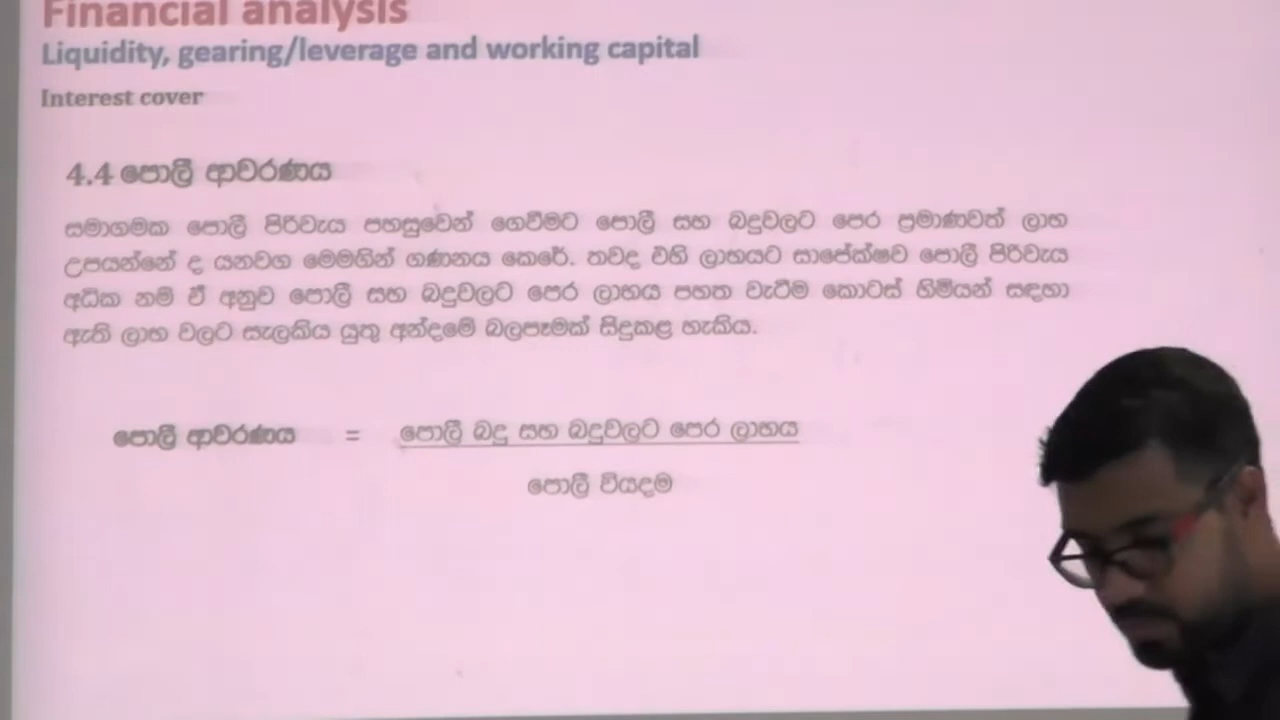 Financial analysis
Liquidity, gearing/leverage and working capital
Interest cover
4.4 පොලී ආවරණය
සමාගමක පොලී පිරිවැය පහසුවෙන් ගෙවීමට පොලී සහ බදුවලට පෙර ප්‍රමාණවත් ලාභ
උපයන්නේ ද යනවග මෙමගින් ගණනය කෙරේ. තවද එහි ලාභයට සාපේක්ෂව පොලී පිරිවැය
අධික නම් ඒ අනුව පොලී සහ බදුවලට පෙර ලාභය පහත වැටීම කොටස් හිමියන් සඳහා
ඇති ලාභ වලට සැලකිය යුතු අන්දමේ බලපෑමක් සිදුකළ හැකිය.
පොලී ආවරණය = පොලී බදු සහ බදුවලට පෙර ලාභය
පොලී වියදම